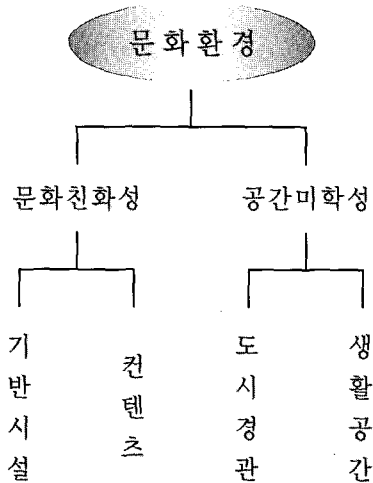 문화환경
문화친화성
공간미학성
기반시설
컨텐츠
도시경관
생활공간